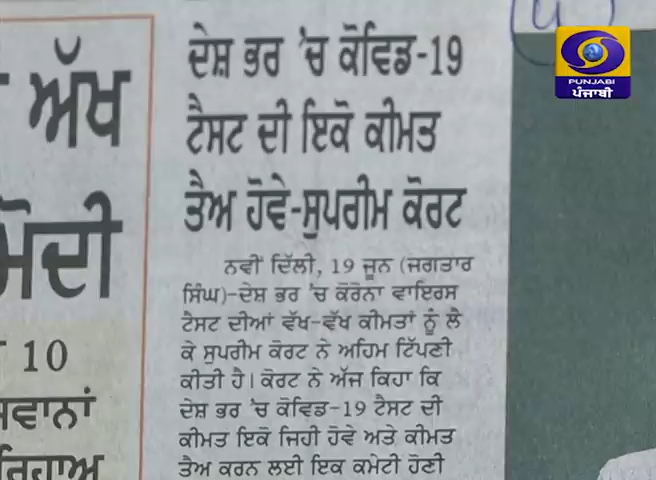 ਅੱਖ
ਮੋਦੀ
10
ਦੇਸ਼ ਭਰ 'ਚ ਕੋਵਿਡ-19
ਟੈਸਟ ਦੀ ਇਕੋ ਕੀਮਤ
ਤੈਅ ਹੋਵੇ-ਸੁਪਰੀਮ ਕੋਰਟ
ਨਵੀਂ ਦਿੱਲੀ, 19 ਜੂਨ (ਜਗਤਾਰ
ਸਿੰਘ)-ਦੇਸ਼ ਭਰ 'ਚ ਕੋਰੋਨਾ ਵਾਇਰਸ
ਟੈਸਟ ਦੀਆਂ ਵੱਖ-ਵੱਖ ਕੀਮਤਾਂ ਨੂੰ ਲੈ
ਕੇ ਸੁਪਰੀਮ ਕੋਰਟ ਨੇ ਅਹਿਮ ਟਿੱਪਣੀ
ਕੀਤੀ ਹੈ। ਕੋਰਟ ਨੇ ਅੱਜ ਕਿਹਾ ਕਿ
ਦੇਸ਼ ਭਰ 'ਚ ਕੋਵਿਡ-19 ਟੈਸਟ ਦੀ
ਕੀਮਤ ਇਕੋ ਜਿਹੀ ਹੋਵੇ ਅਤੇ ਕੀਮਤ
ਤੈਅ ਕਰਨ ਲਈ ਇਕ ਕਮੇਟੀ ਹੋਣੀ
PUNJABI
ਪੰਜਾਬੀ